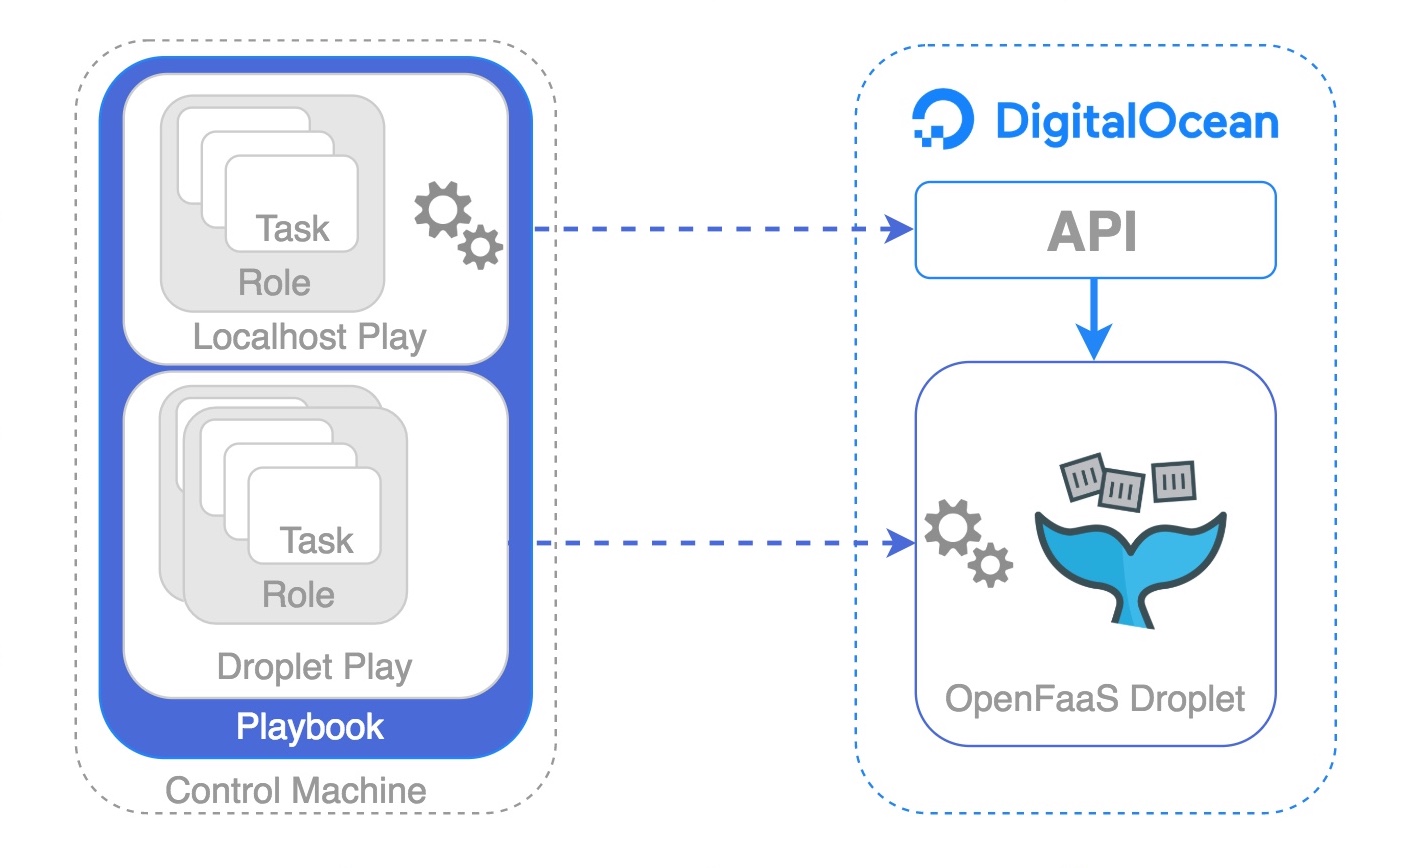 Task
Role
Localhost Play
Task
Role
Droplet Play
Playbook
Control Machine
DigitalOcean
API
OpenFaaS Droplet